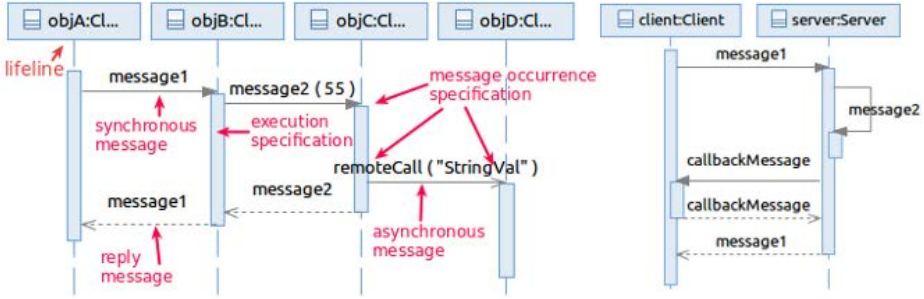 objA:Cl...
objB:Cl...
objC:Cl...
objD:Cl...
lifeline
message1
message2 ( 55 )
message occurrence
specification
synchronous
message
execution
specification
remoteCall ( "StringVal" )
message1
message2
asynchronous
message
reply
message
client:Client
server:Server
message1
message2
callbackMessage
callbackMessage
message1